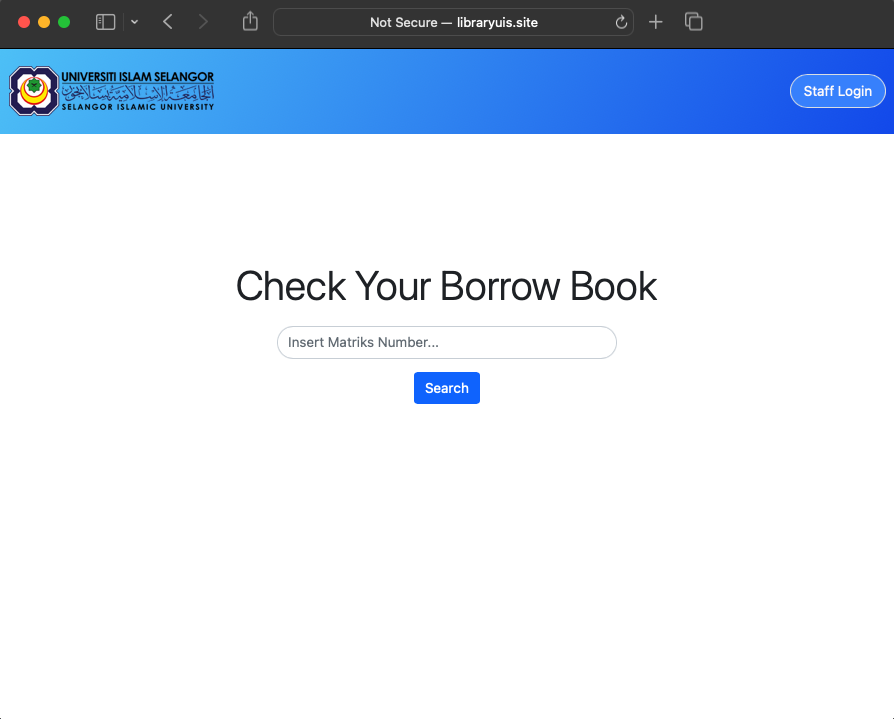 Not Secure — libraryuis.site
UNIVERSITI ISLAM SELANGOR
الجامعة الإسلامية سلانجور
SELANGOR ISLAMIC UNIVERSITY
Staff Login
Check Your Borrow Book
Insert Matriks Number...
Search